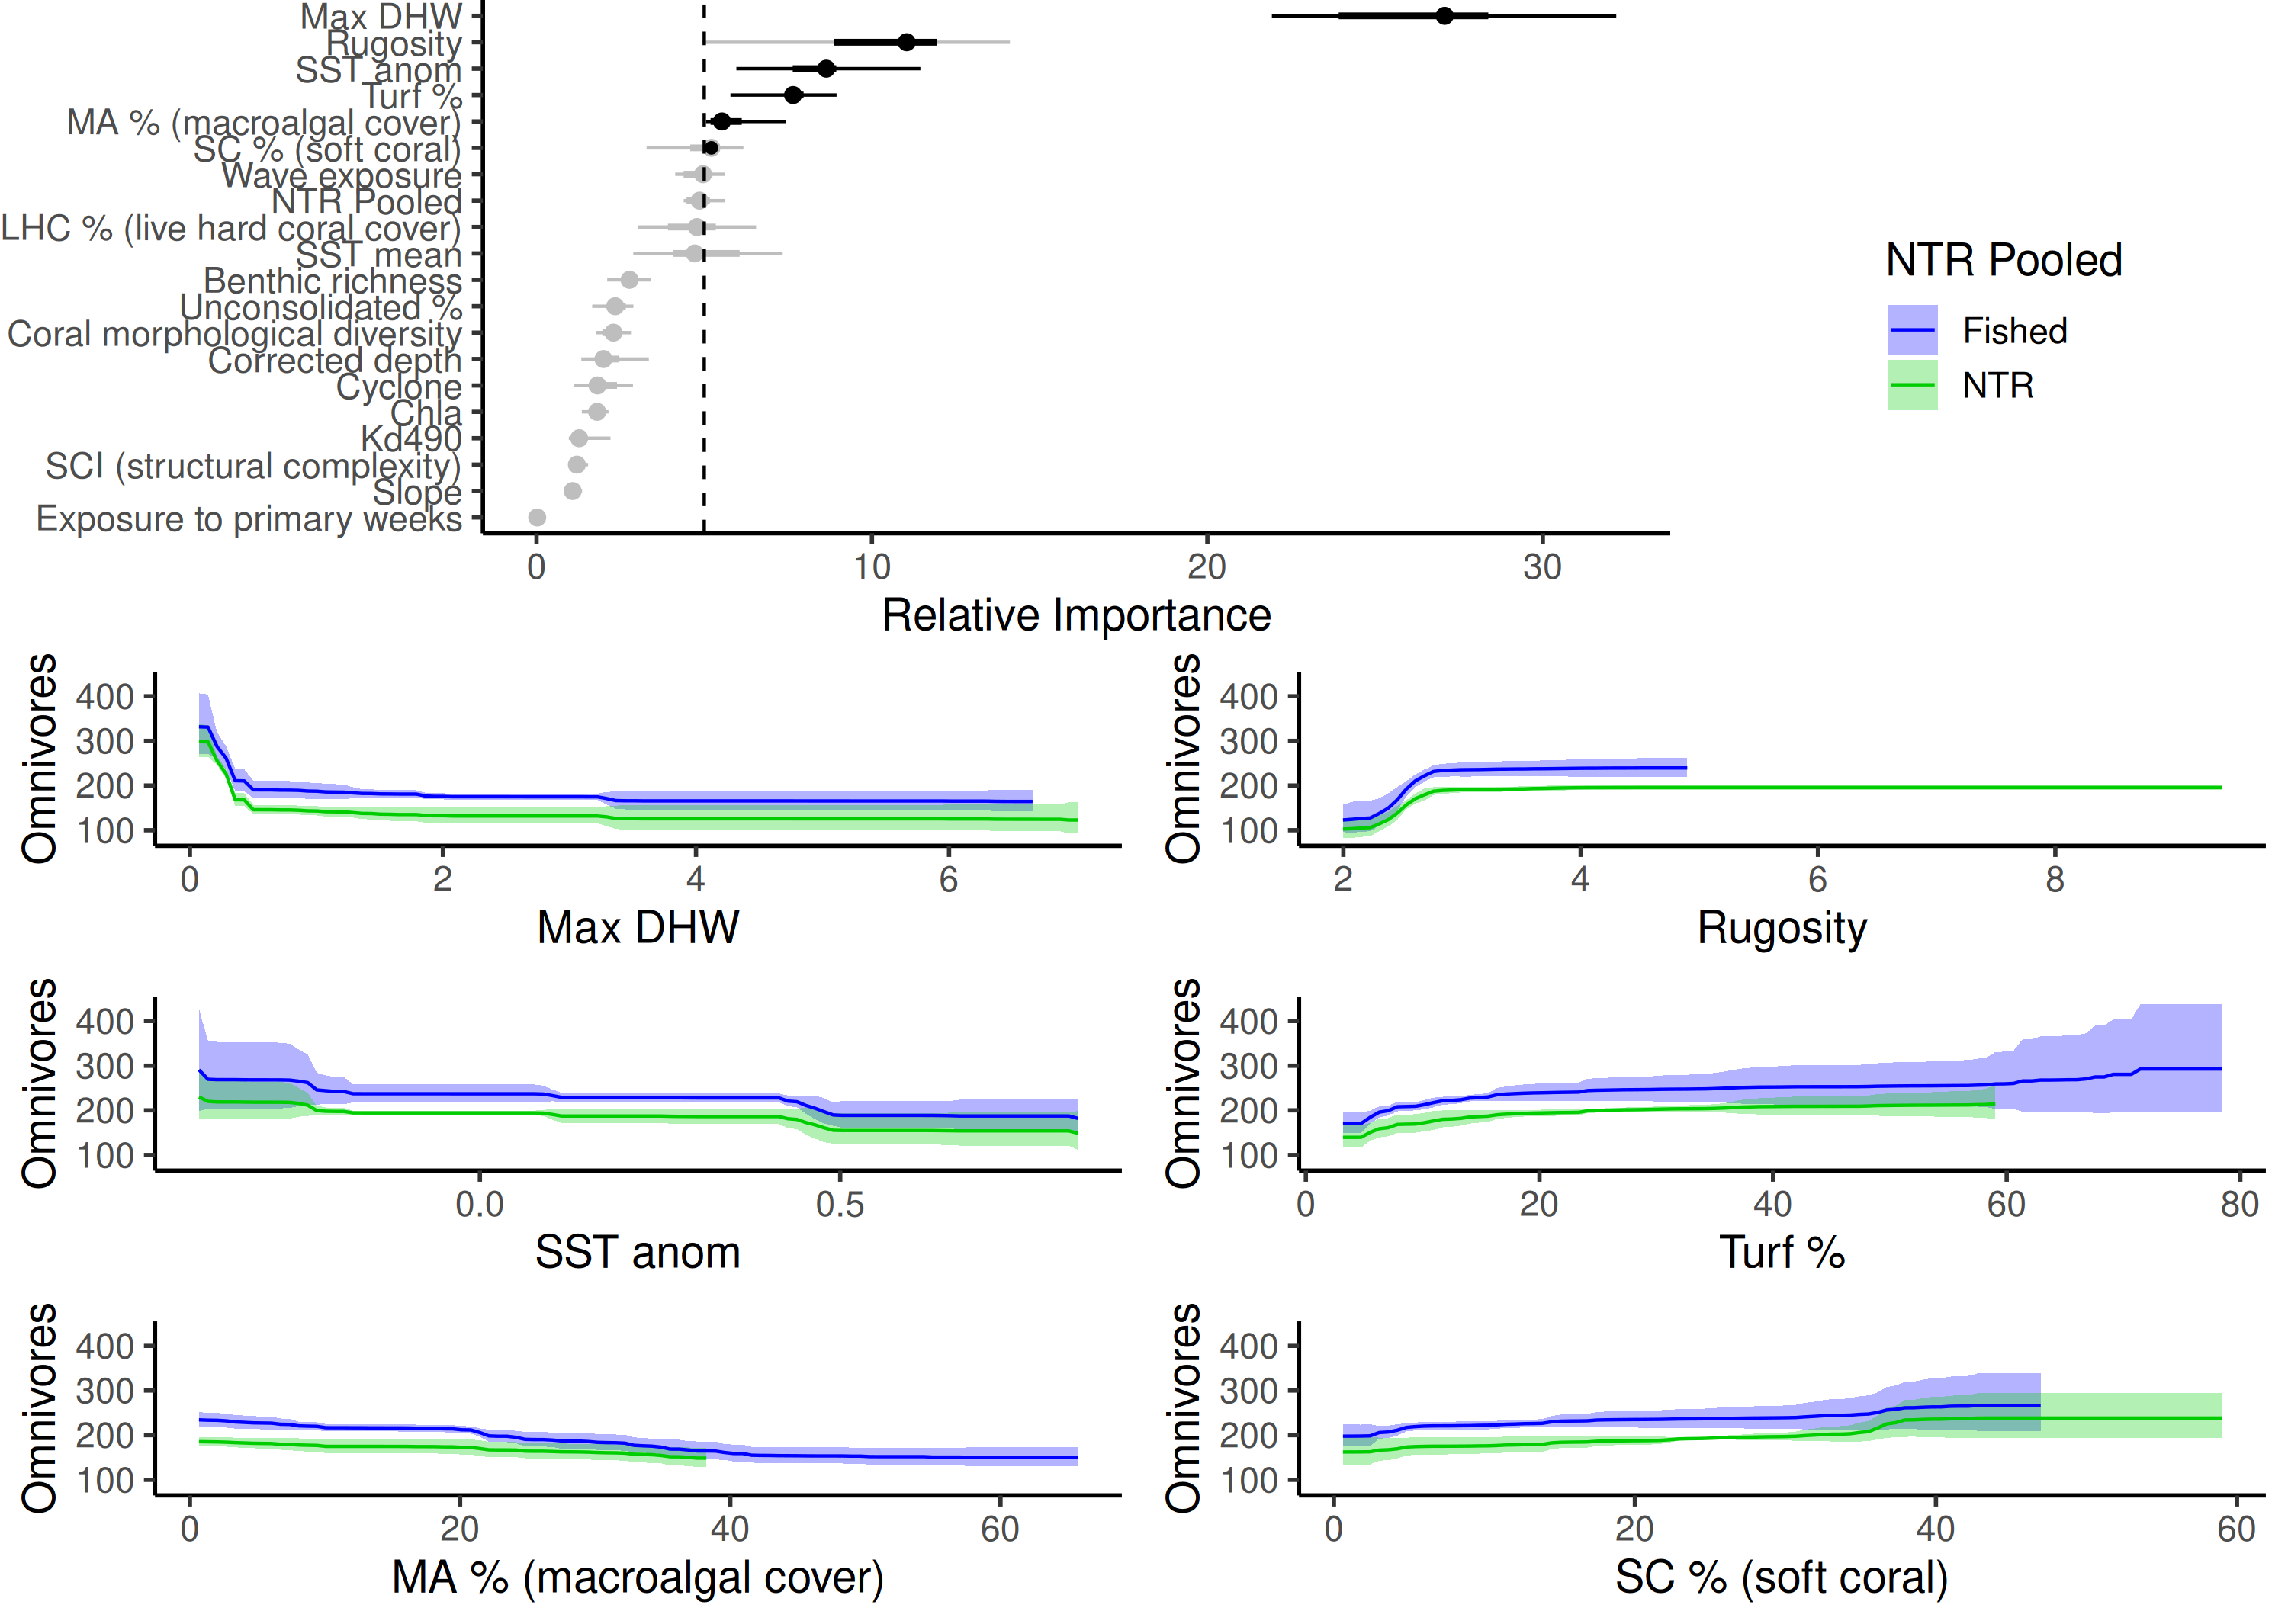 Max DHW
Rugosity
SST anom
Turf %
MA % (macroalgal cover)
SC % (soft coral)
Wave exposure
NTR Pooled
LHC % (live hard coral cover)
SST mean
Benthic richness
Unconsolidated %
Coral morphological diversity
Corrected depth
Cyclone
Chla
Kd490
SCI (structural complexity)
Slope
Exposure to primary weeks
0 10 20 30
Relative Importance
NTR Pooled
Fished
NTR
Omnivores
400
300
200
100
0 2 4 6
Max DHW
Omnivores
400
300
200
100
2 4 6 8
Rugosity
Omnivores
400
300
200
100
0.0 0.5
SST anom
Omnivores
400
300
200
100
0 20 40 60 80
Turf %
Omnivores
400
300
200
100
0 20 40 60
MA % (macroalgal cover)
Omnivores
400
300
200
100
0 20 40 60
SC % (soft coral)